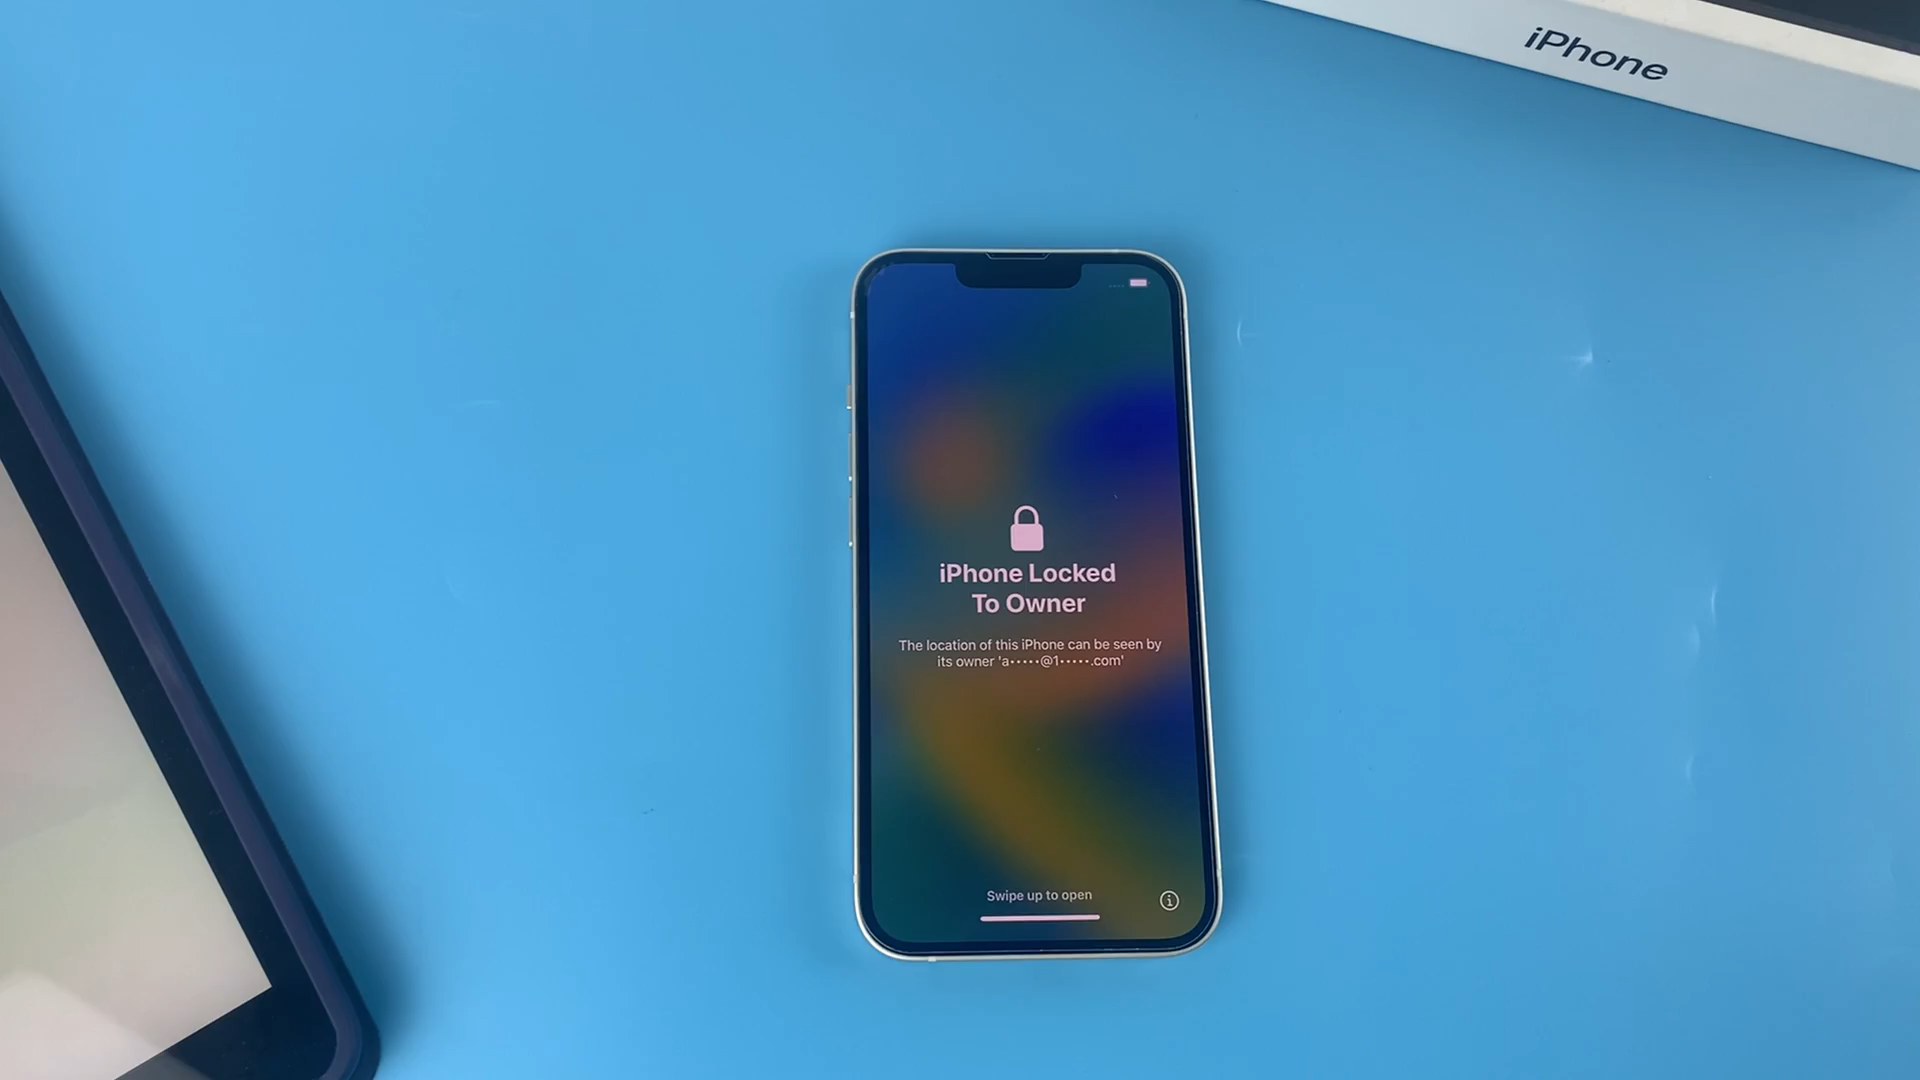 iPhone
iPhone Locked
To Owner
The location of this iPhone can be seen by
its owner 'a•••••@1•••••.com'
Swipe up to open